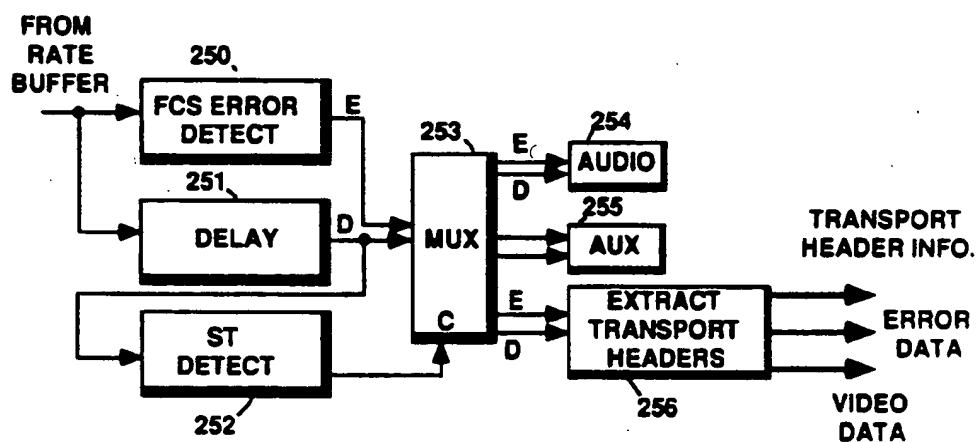 FROM
RATE
BUFFER
250
FCS ERROR
DETECT
E
251
DELAY
D
ST
DETECT
252
253
MUX
C
E
D
254
AUDIO
255
AUX
E
D
EXTRACT
TRANSPORT
HEADERS
256
TRANSPORT
HEADER INFO.
ERROR
DATA
VIDEO
DATA